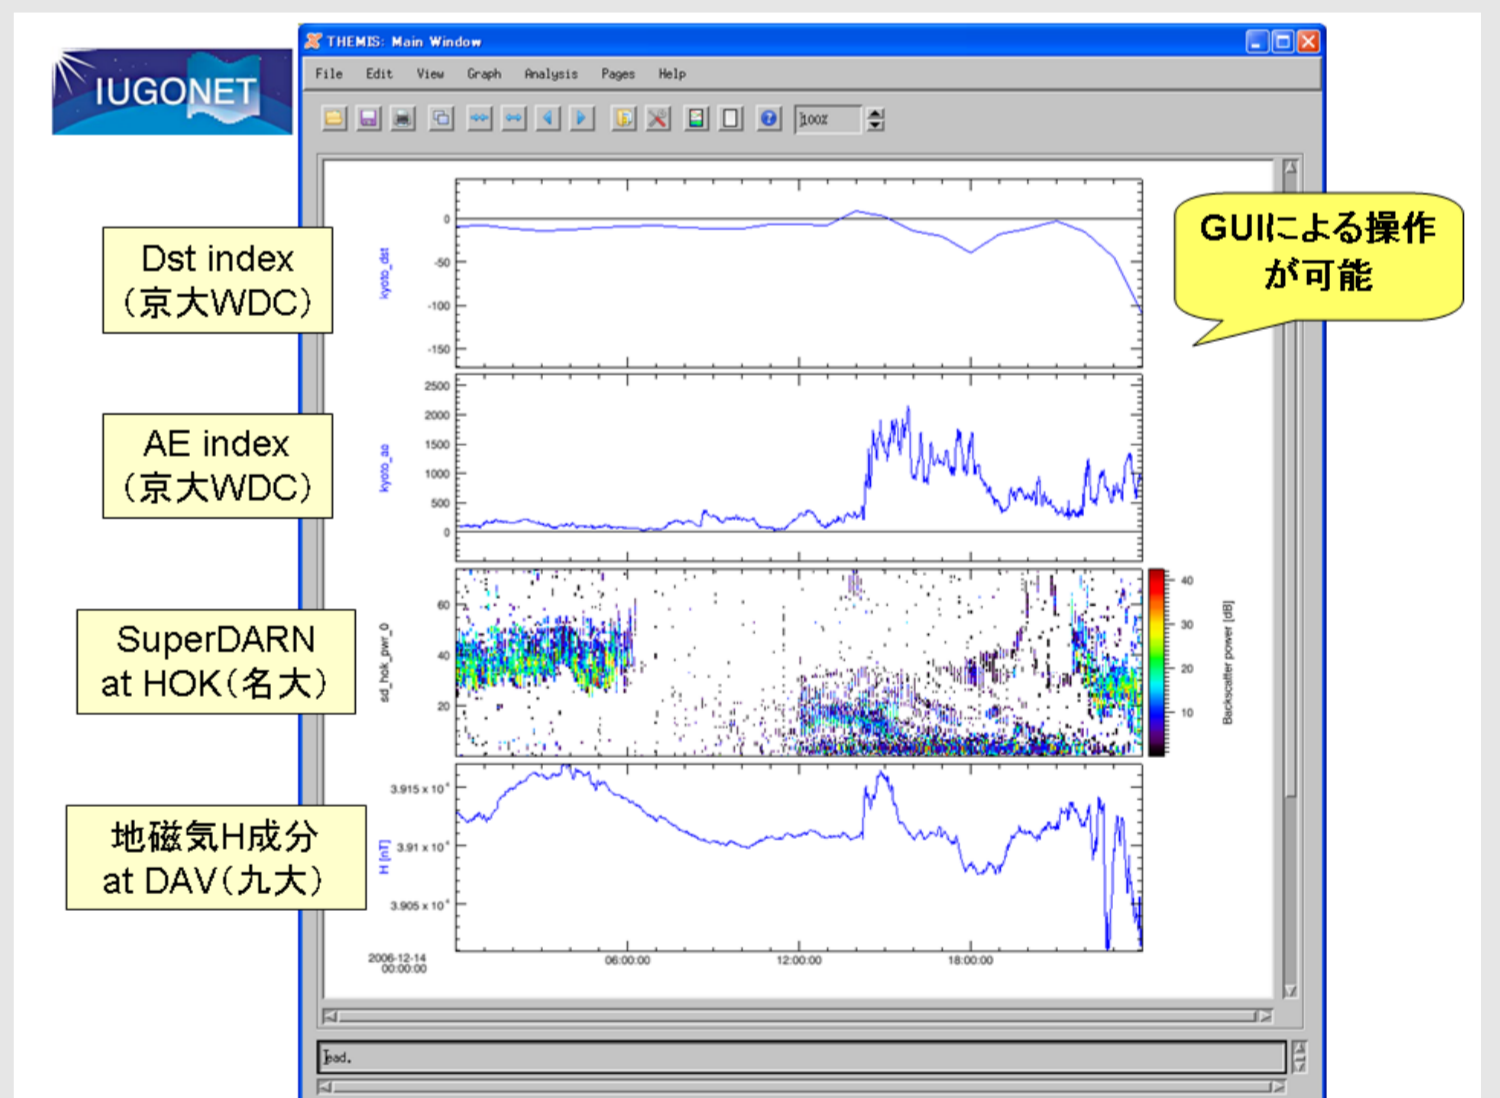 IUGONET
THEMIS: Main Window
File Edit View Graph Analysis Pages Help
100%
GUIによる操作
が可能
Dst index
（京大WDC）
kyoto_dst
0
-50
-100
-150
AE index
（京大WDC）
kyoto_ae
2500
2000
1500
1000
500
0
SuperDARN
at HOK（名大）
sd_hok_pwr_0
60
40
20
40
30
20
10
Backscatter power [dB]
地磁気H成分
at DAV（九大）
H [nT]
3.915 x 10⁴
3.91 x 10⁴
3.905 x 10⁴
2006-12-14
00:00:00
06:00:00
12:00:00
18:00:00
ead.